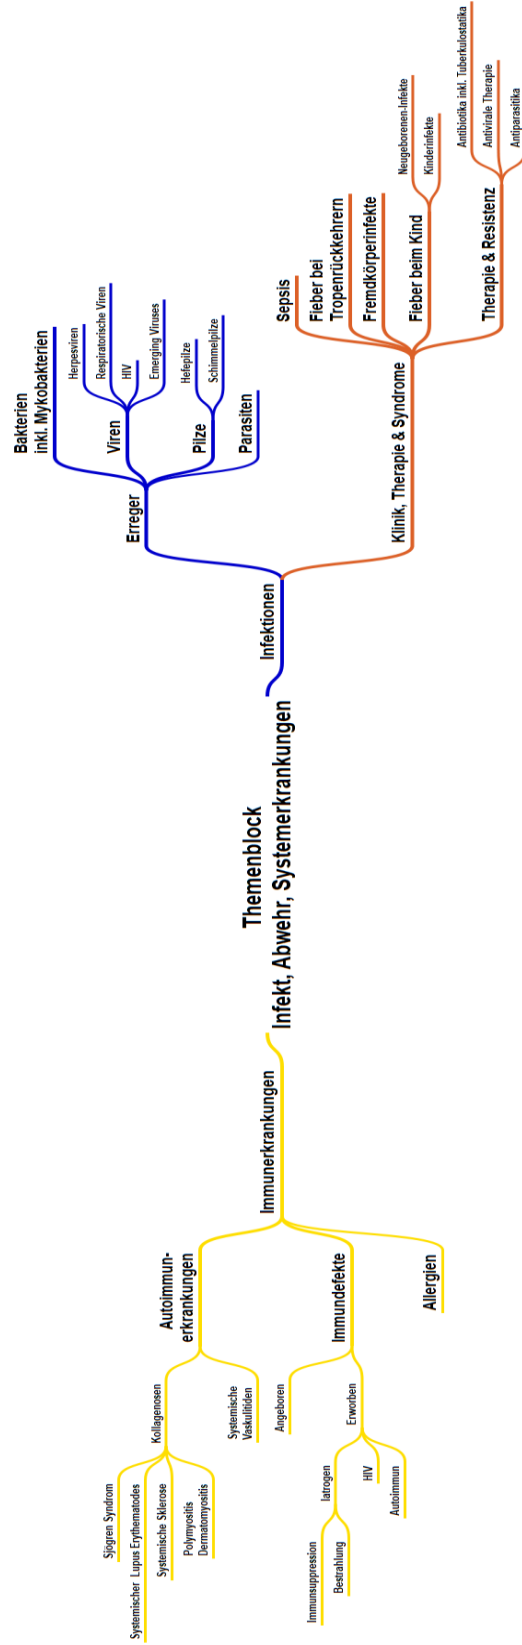 Themenblock
Infekt, Abwehr, Systemerkrankungen
Infektionen
Erreger
Bakterien
inkl. Mykobakterien
Viren
Herpesviren
Respiratorische Viren
HIV
Emerging Viruses
Pilze
Hefepilze
Schimmelpilze
Parasiten
Klinik, Therapie & Syndrome
Sepsis
Fieber bei
Tropenrückkehrern
Fremdkörperinfekte
Fieber beim Kind
Neugeborenen-Infekte
Kinderinfekte
Therapie & Resistenz
Antibiotika inkl. Tuberkulostatika
Antivirale Therapie
Antiparasitika
Immunerkrankungen
Autoimmun-
erkrankungen
Kollagenosen
Sjögren Syndrom
Systemischer Lupus Erythematodes
Systemische Sklerose
Polymyositis
Dermatomyositis
Systemische
Vaskulitiden
Immundefekte
Angeboren
Erworben
Iatrogen
Immunsuppression
Bestrahlung
HIV
Autoimmun
Allergien